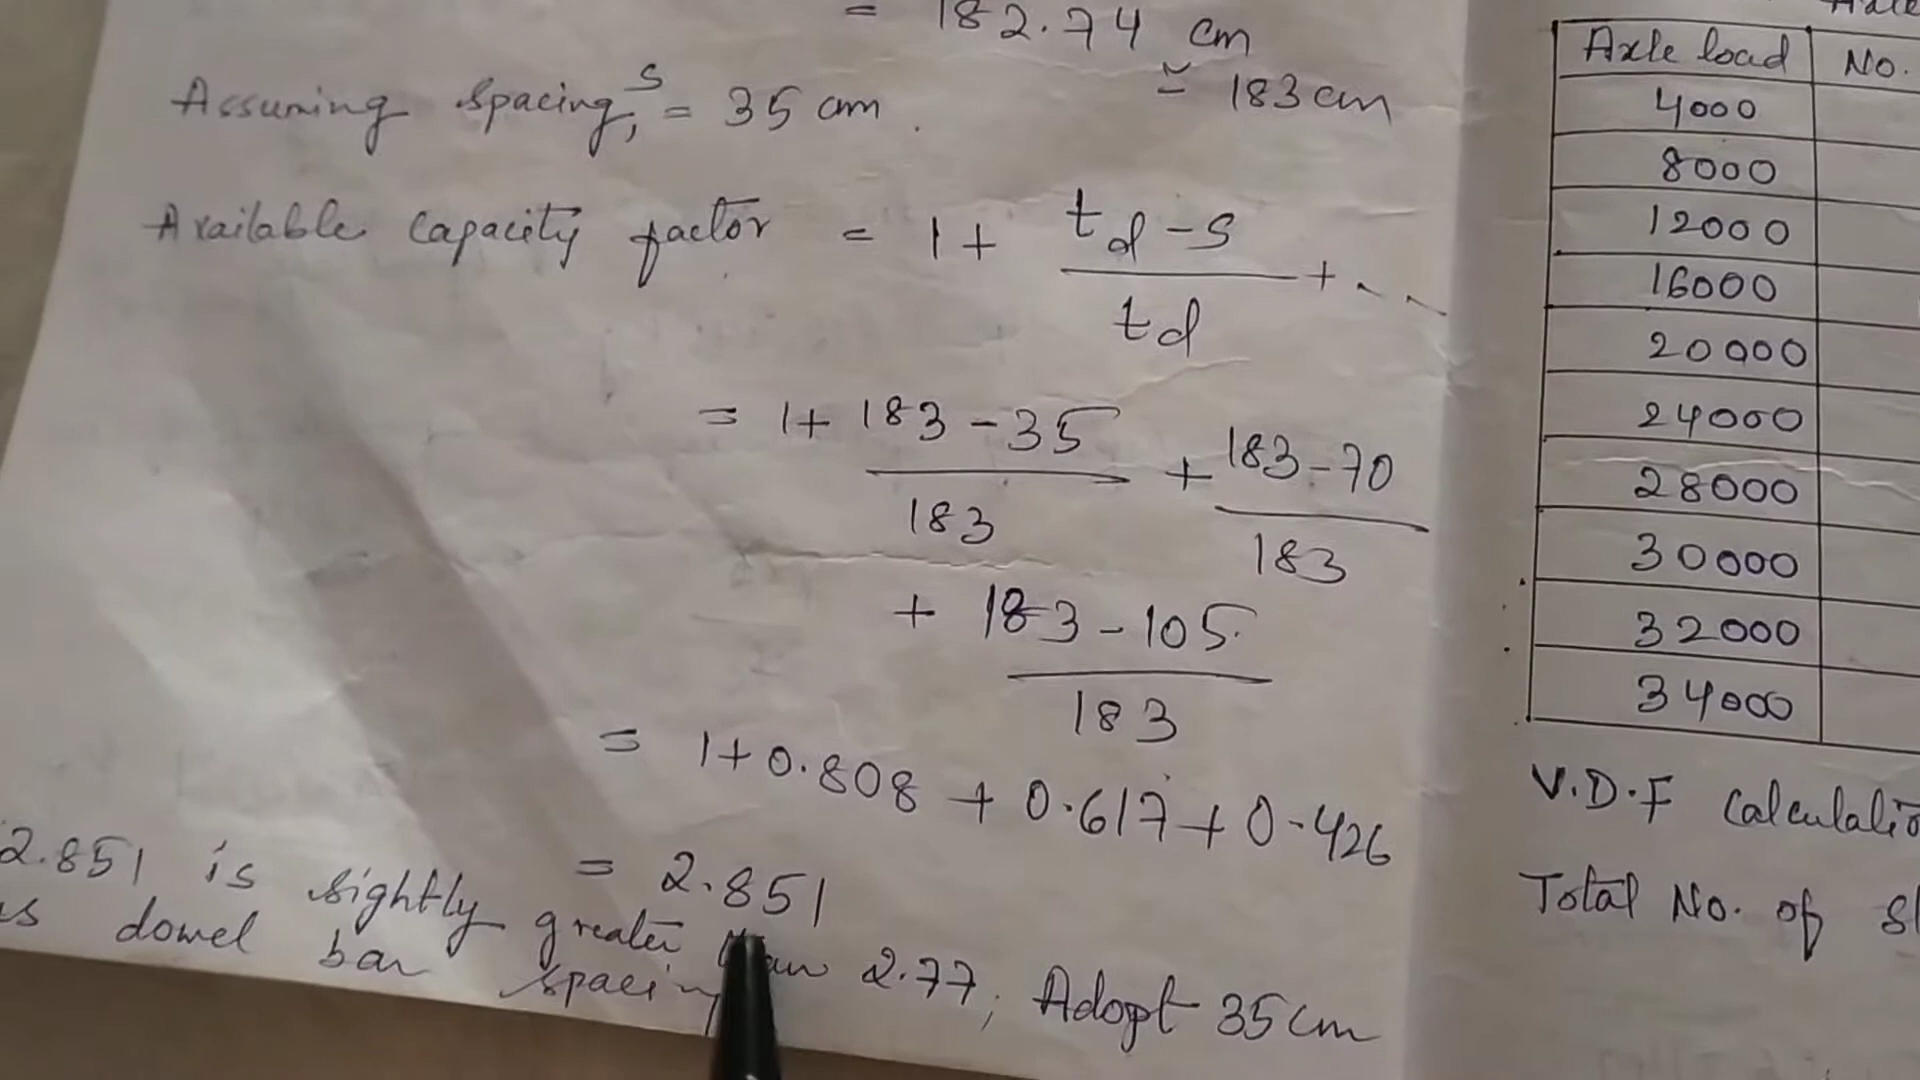 = 182.74 cm
≃ 183 cm
Assuming spacing, s = 35 cm.
Available capacity factor = 1 + (td - s)/td + ...
= 1 + (183 - 35)/183 + (183 - 70)/183
+ (183 - 105)/183
= 1 + 0.808 + 0.617 + 0.426
= 2.851
2.851 is sightly greater than 2.77, Adopt 35 cm
dowel bar spacing
Axle load | No.
4000
8000
12000
16000
20000
24000
28000
30000
32000
34000
V.D.F Calculatio
Total No. of